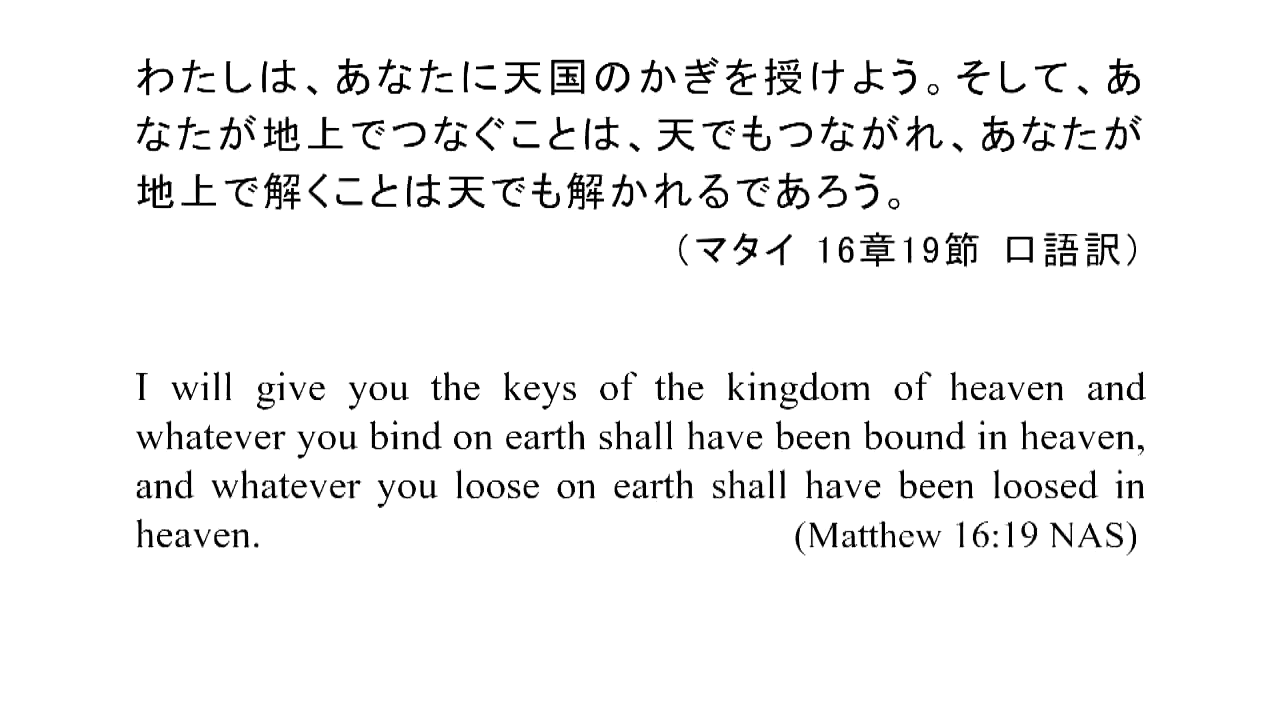 わたしは、あなたに天国のかぎを授けよう。そして、あ
なたが地上でつなぐことは、天でもつながれ、あなたが
地上で解くことは天でも解かれるであろう。
（マタイ 16章19節 口語訳）
I will give you the keys of the kingdom of heaven and
whatever you bind on earth shall have been bound in heaven,
and whatever you loose on earth shall have been loosed in
heaven. (Matthew 16:19 NAS)